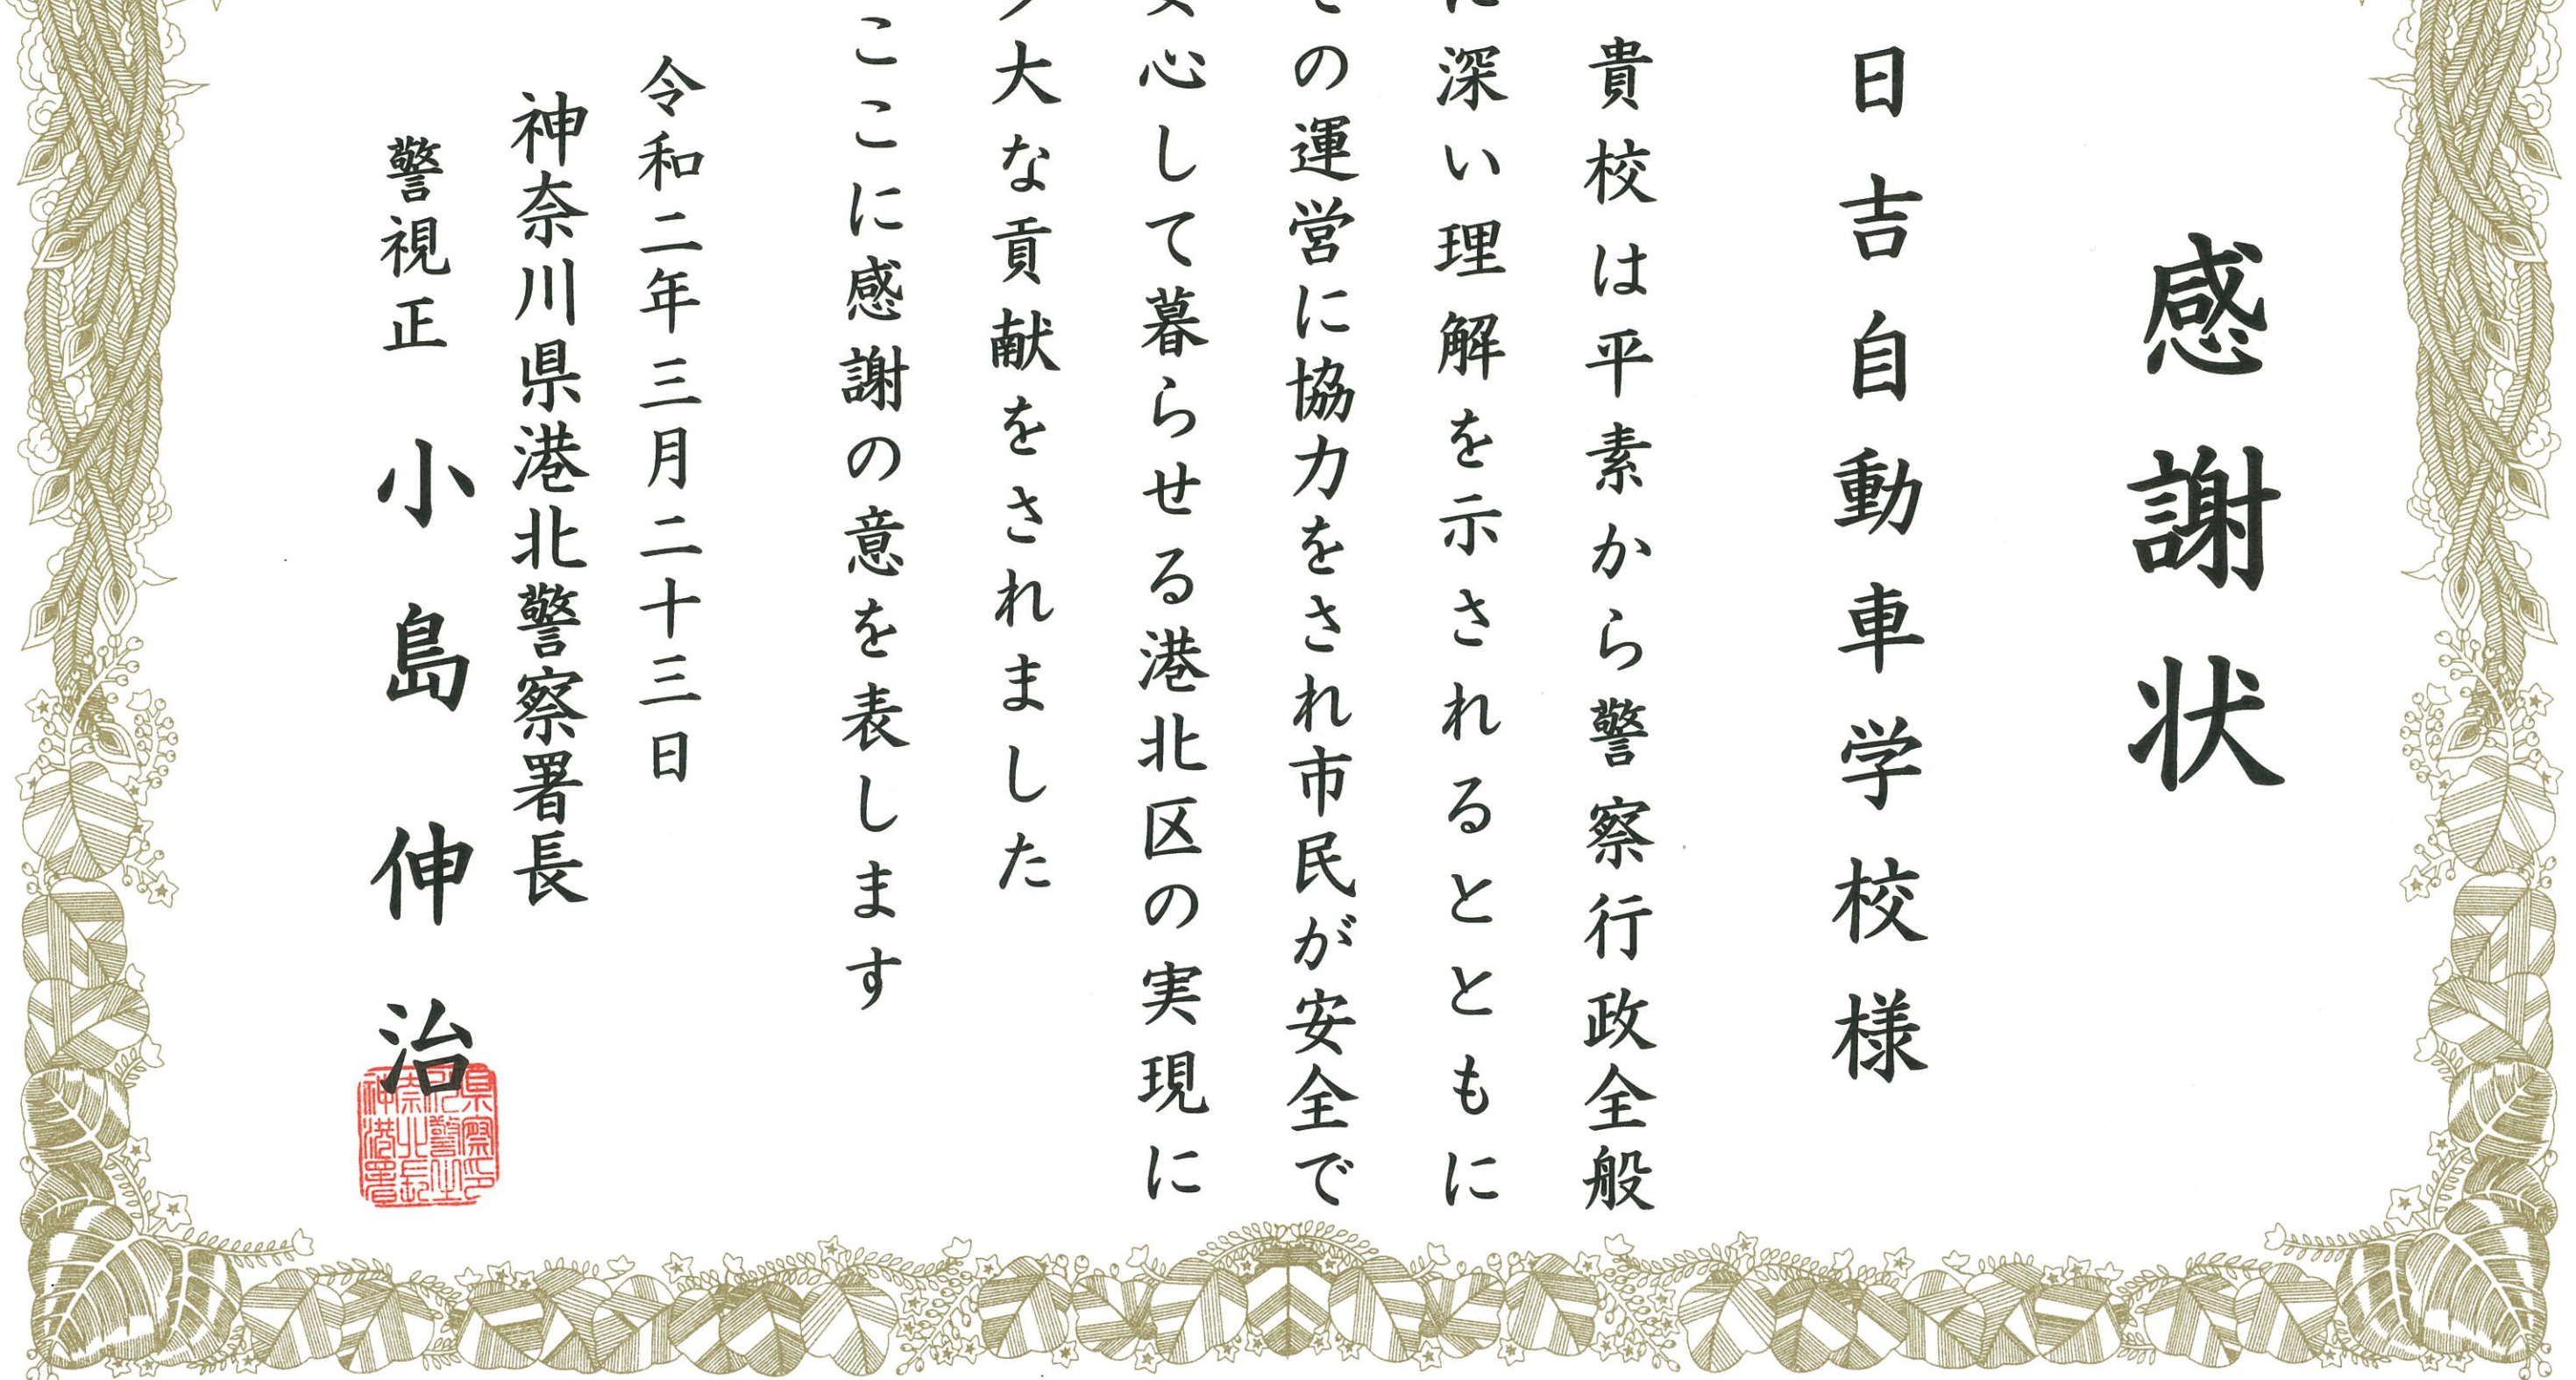 感謝状
日吉自動車学校様
貴校は平素から警察行政全般
に深い理解を示されるとともに
その運営に協力をされ市民が安全で
安心して暮らせる港北区の実現に
大な貢献をされました
ここに感謝の意を表します
令和二年三月二十三日
神奈川県港北警察署長
警視正 小島伸治